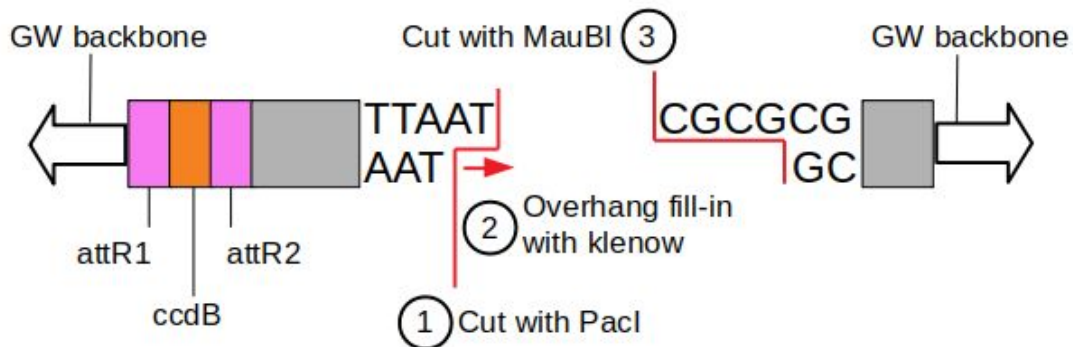 GW backbone
Cut with MauBI 3
GW backbone
TTAAT
CGCGCG
AAT
GC
2 Overhang fill-in
with klenow
attR1
attR2
ccdB
1 Cut with PacI